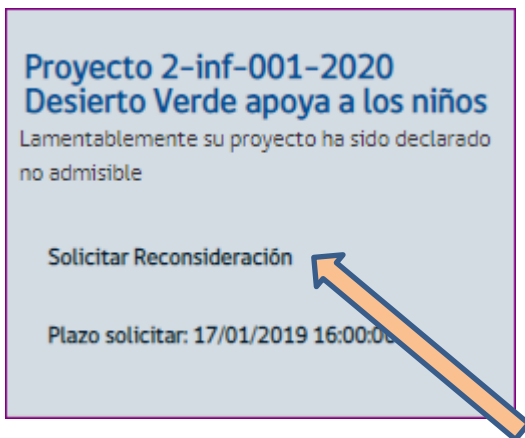 Proyecto 2-inf-001-2020
Desierto Verde apoya a los niños
Lamentablemente su proyecto ha sido declarado
no admisible
Solicitar Reconsideración
Plazo solicitar: 17/01/2019 16:00:00